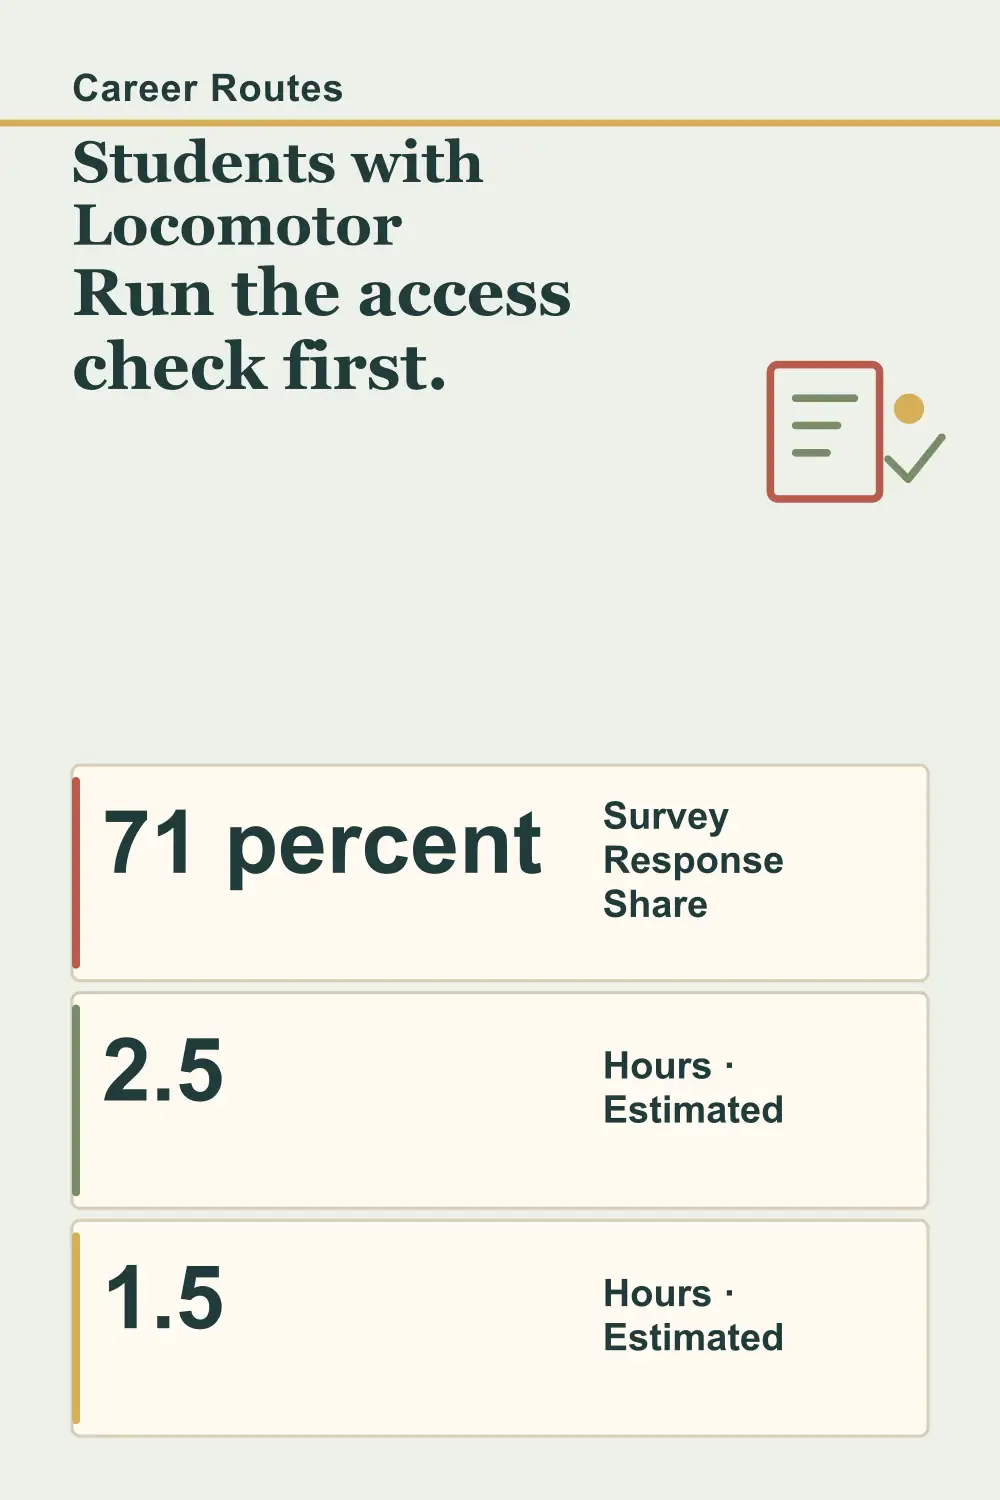 Career Routes
Students with
Locomotor
Run the access
check first.
71 percent
Survey
Response
Share
2.5
Hours ·
Estimated
1.5
Hours ·
Estimated